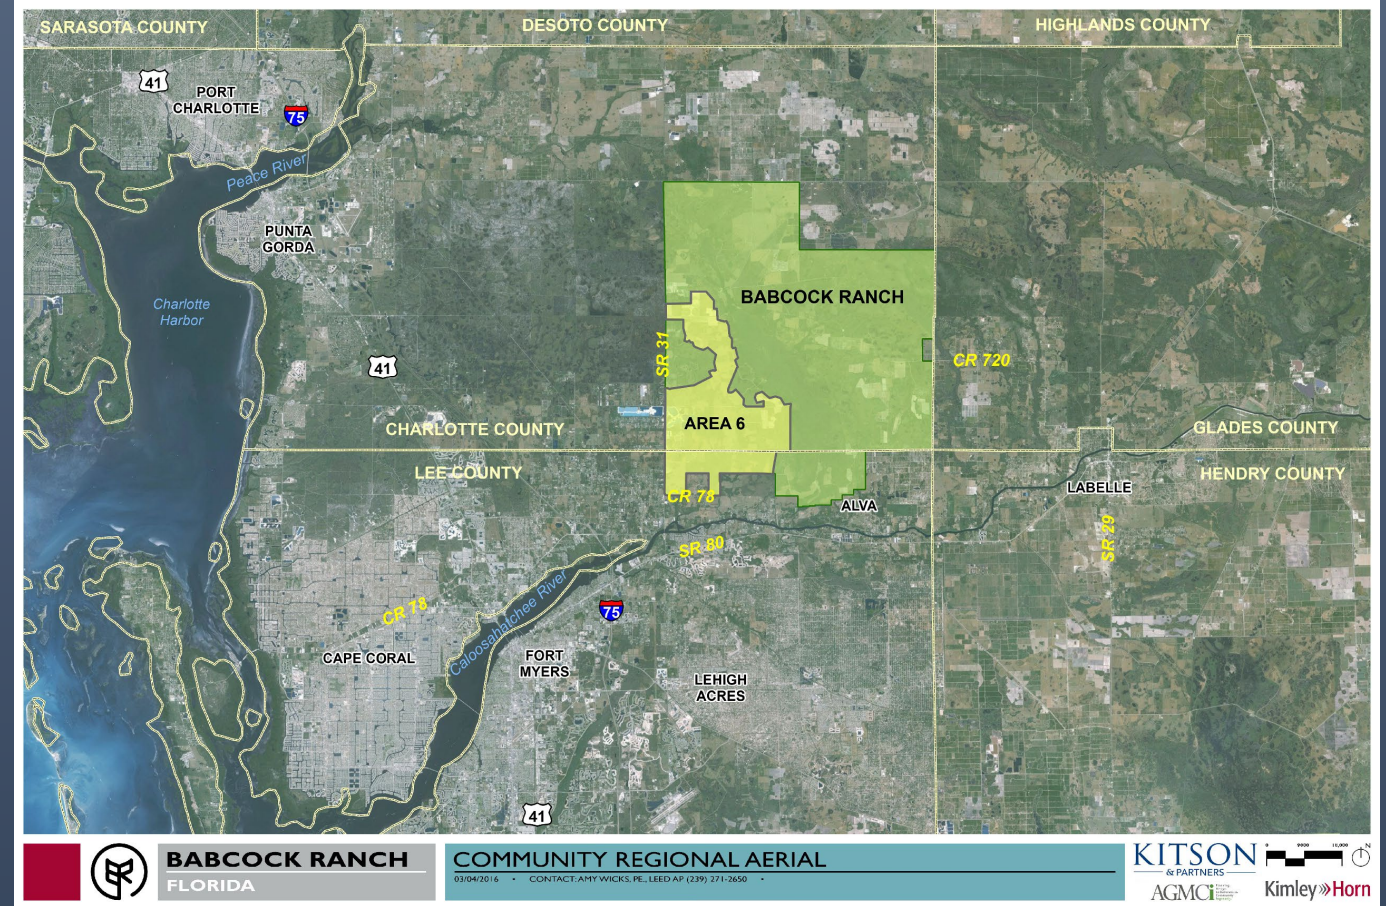 SARASOTA COUNTY
DESOTO COUNTY
HIGHLANDS COUNTY
41
PORT
CHARLOTTE
75
Peace River
PUNTA
GORDA
Charlotte
Harbor
BABCOCK RANCH
SR 31
CR 720
41
AREA 6
CHARLOTTE COUNTY
GLADES COUNTY
LEE COUNTY
HENDRY COUNTY
LABELLE
CR 78
ALVA
SR 29
SR 80
Caloosahatchee River
75
CR 78
CAPE CORAL
FORT
MYERS
LEHIGH
ACRES
41
BABCOCK RANCH
FLORIDA
COMMUNITY REGIONAL AERIAL
03/04/2016 • CONTACT: AMY WICKS, PE., LEED AP (239) 271-2650 •
KITSON
& PARTNERS
AGMCi
0 10,000 N
Kimley»Horn